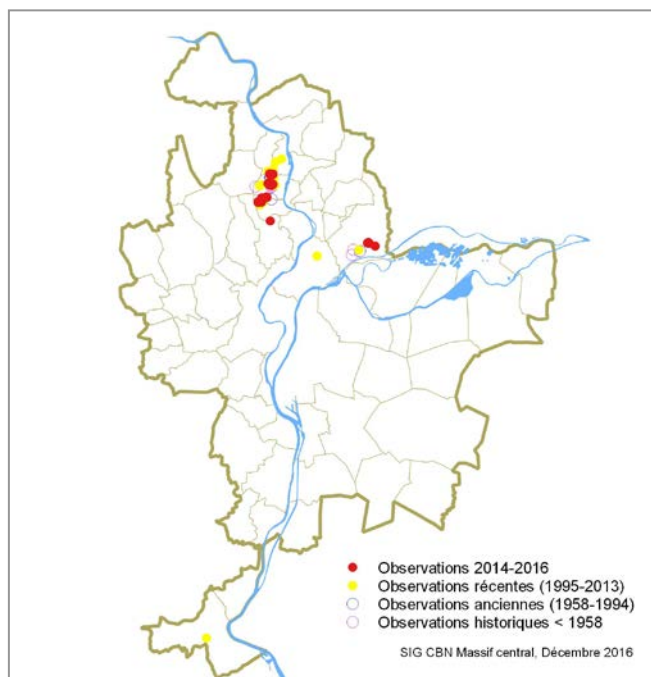 Observations 2014-2016
Observations récentes (1995-2013)
Observations anciennes (1958-1994)
Observations historiques < 1958
SIG CBN Massif central, Décembre 2016